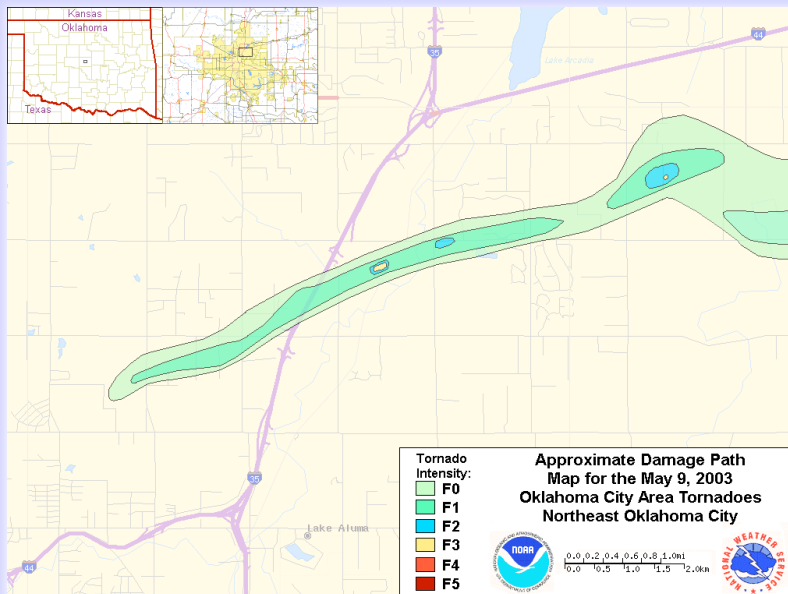 Kansas
Oklahoma
Texas
35
44
Lake Arcadia
35
44
Lake Aluma
Tornado
Intensity:
F0
F1
F2
F3
F4
F5
Approximate Damage Path
Map for the May 9, 2003
Oklahoma City Area Tornadoes
Northeast Oklahoma City
NOAA
0.0 0.2 0.4 0.6 0.8 1.0mi
0.0 0.5 1.0 1.5 2.0km
NATIONAL WEATHER SERVICE